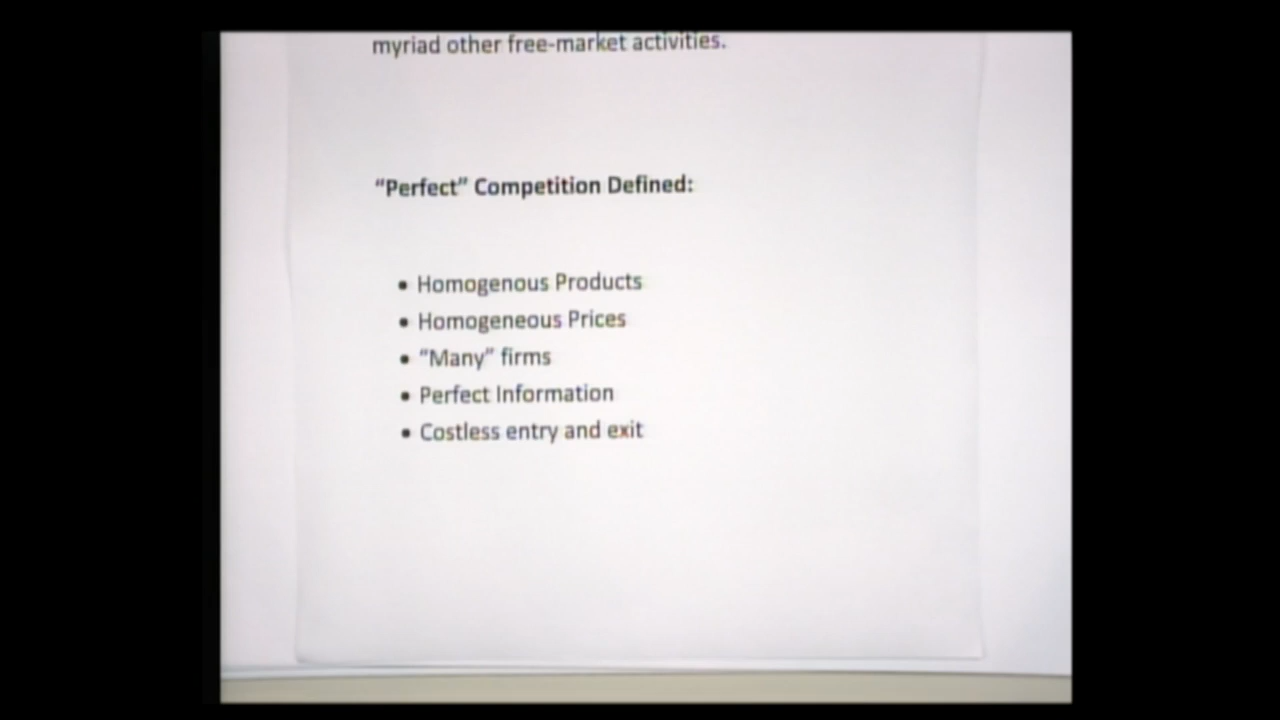 myriad other free-market activities.
“Perfect” Competition Defined:
• Homogenous Products
• Homogeneous Prices
• “Many” firms
• Perfect Information
• Costless entry and exit